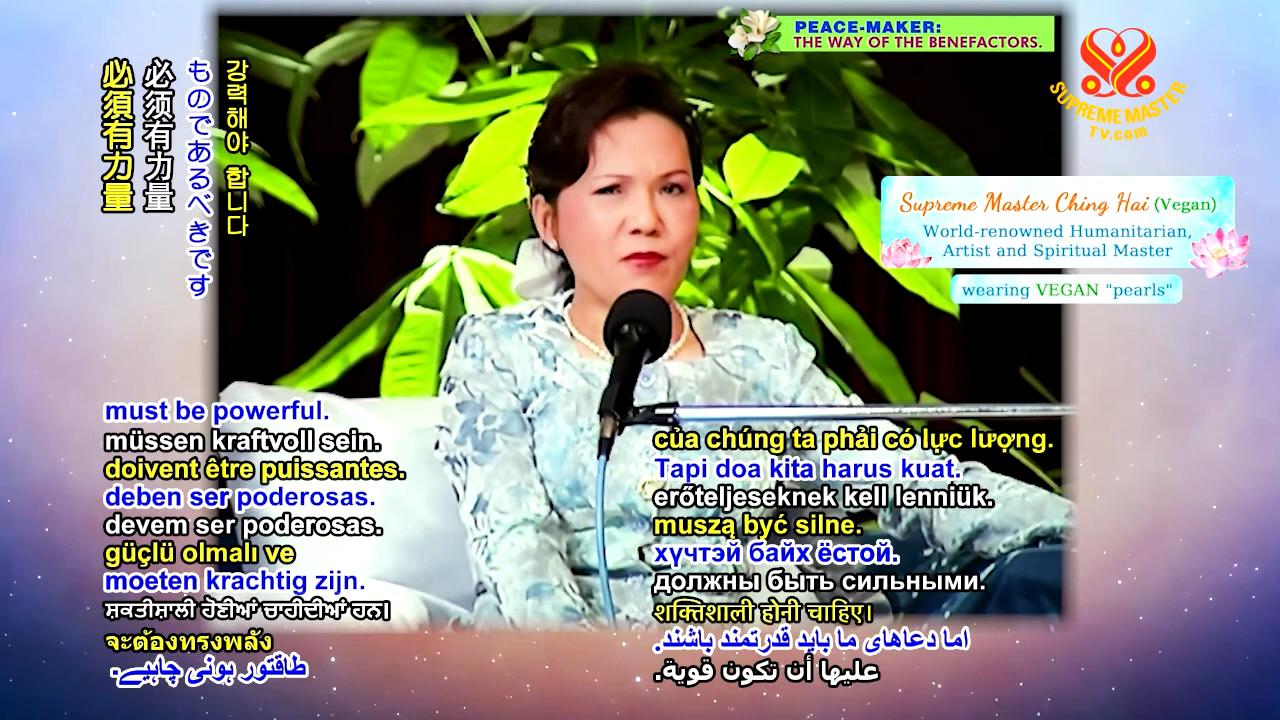 PEACE-MAKER:
THE WAY OF THE BENEFACTORS.
SUPREME MASTER
TV.com
Supreme Master Ching Hai (Vegan)
World-renowned Humanitarian,
Artist and Spiritual Master
wearing VEGAN "pearls"
강력해야 합니다
ものであるべきです
必须有力量
必須有力量
must be powerful.
müssen kraftvoll sein.
doivent être puissantes.
deben ser poderosas.
devem ser poderosas.
güçlü olmalı ve
moeten krachtig zijn.
ਸ਼ਕਤੀਸ਼ਾਲੀ ਹੋਣੀਆਂ ਚਾਹੀਦੀਆਂ ਹਨ।
จะต้องทรงพลัง
طاقتور ہونی چاہیے۔
của chúng ta phải có lực lượng.
Tapi doa kita harus kuat.
erőteljeseknek kell lenniük.
muszą być silne.
хүчтэй байх ёстой.
должны быть сильными.
शक्तिशाली होनी चाहिए।
اما دعاهای ما باید قدرتمند باشند.
عليها أن تكون قوية.